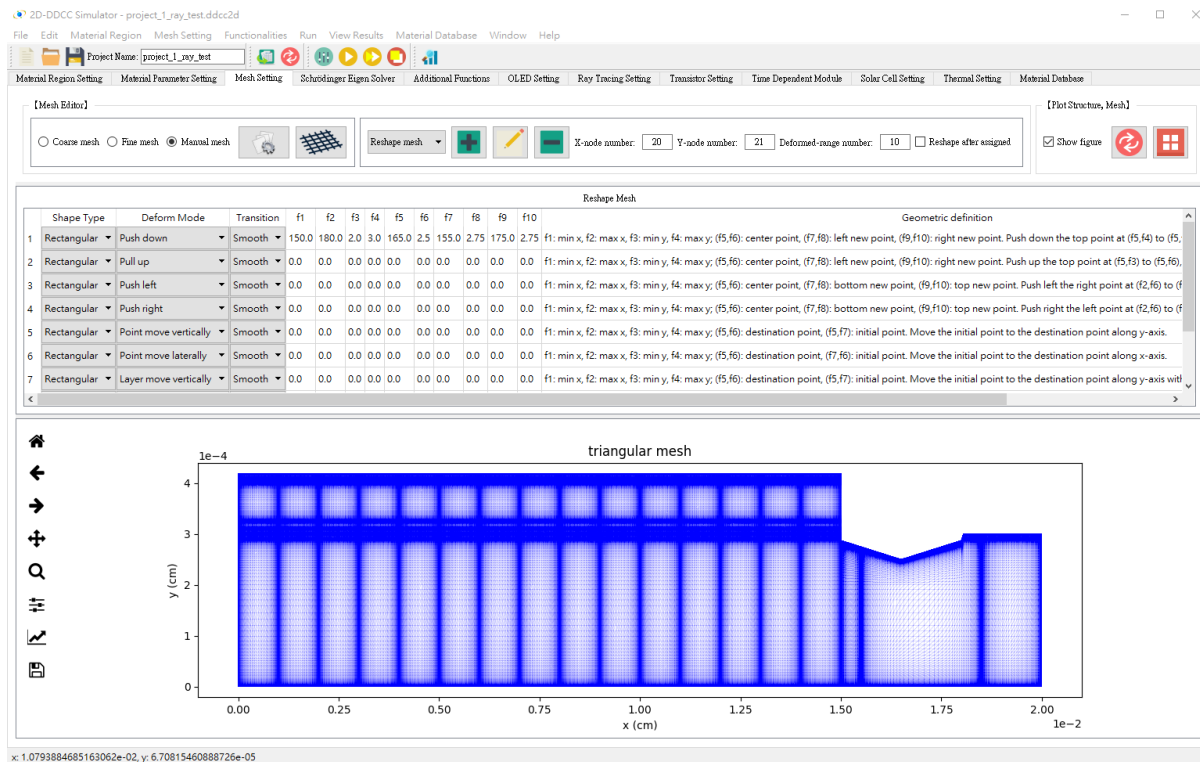 2D-DDCC Simulator - project_1_ray_test.ddcc2d
File Edit Material Region Mesh Setting Functionalities Run View Results Material Database Window Help
Project Name: project_1_ray_test
Material Region Setting Material Parameter Setting Mesh Setting Schrödinger Eigen Solver Additional Functions OLED Setting Ray Tracing Setting Transistor Setting Time Dependent Module Solar Cell Setting Thermal Setting Material Database
【Mesh Editor】 【Plot Structure, Mesh】
Coarse mesh Fine mesh Manual mesh Reshape mesh X-node number: 20 Y-node number: 21 Deformed-range number: 10 Reshape after assigned Show figure
Reshape Mesh
Shape Type Deform Mode Transition f1 f2 f3 f4 f5 f6 f7 f8 f9 f10 Geometric definition
1 Rectangular Push down Smooth 150.0 180.0 2.0 3.0 165.0 2.5 155.0 2.75 175.0 2.75 f1: min x, f2: max x, f3: min y, f4: max y; (f5,f6): center point, (f7,f8): left new point, (f9,f10): right new point. Push down the top point at (f5,f4) to (f5,
2 Rectangular Pull up Smooth 0.0 0.0 0.0 0.0 0.0 0.0 0.0 0.0 0.0 0.0 f1: min x, f2: max x, f3: min y, f4: max y; (f5,f6): center point, (f7,f8): left new point, (f9,f10): right new point. Push up the top point at (f5,f3) to (f5,f6),
3 Rectangular Push left Smooth 0.0 0.0 0.0 0.0 0.0 0.0 0.0 0.0 0.0 0.0 f1: min x, f2: max x, f3: min y, f4: max y; (f5,f6): center point, (f7,f8): bottom new point, (f9,f10): top new point. Push left the right point at (f2,f6) to (f
4 Rectangular Push right Smooth 0.0 0.0 0.0 0.0 0.0 0.0 0.0 0.0 0.0 0.0 f1: min x, f2: max x, f3: min y, f4: max y; (f5,f6): center point, (f7,f8): bottom new point, (f9,f10): top new point. Push right the left point at (f2,f6) to (f
5 Rectangular Point move vertically Smooth 0.0 0.0 0.0 0.0 0.0 0.0 0.0 0.0 0.0 0.0 f1: min x, f2: max x, f3: min y, f4: max y; (f5,f6): destination point, (f5,f7): initial point. Move the initial point to the destination point along y-axis.
6 Rectangular Point move laterally Smooth 0.0 0.0 0.0 0.0 0.0 0.0 0.0 0.0 0.0 0.0 f1: min x, f2: max x, f3: min y, f4: max y; (f5,f6): destination point, (f7,f6): initial point. Move the initial point to the destination point along x-axis.
7 Rectangular Layer move vertically Smooth 0.0 0.0 0.0 0.0 0.0 0.0 0.0 0.0 0.0 0.0 f1: min x, f2: max x, f3: min y, f4: max y; (f5,f6): destination point, (f5,f7): initial point. Move the initial point to the destination point along y-axis with
triangular mesh
1e−4
4
3
2
1
0
y (cm)
0.00 0.25 0.50 0.75 1.00 1.25 1.50 1.75 2.00
x (cm)
1e−2
x: 1.0793884685163062e-02, y: 6.70815460888726e-05